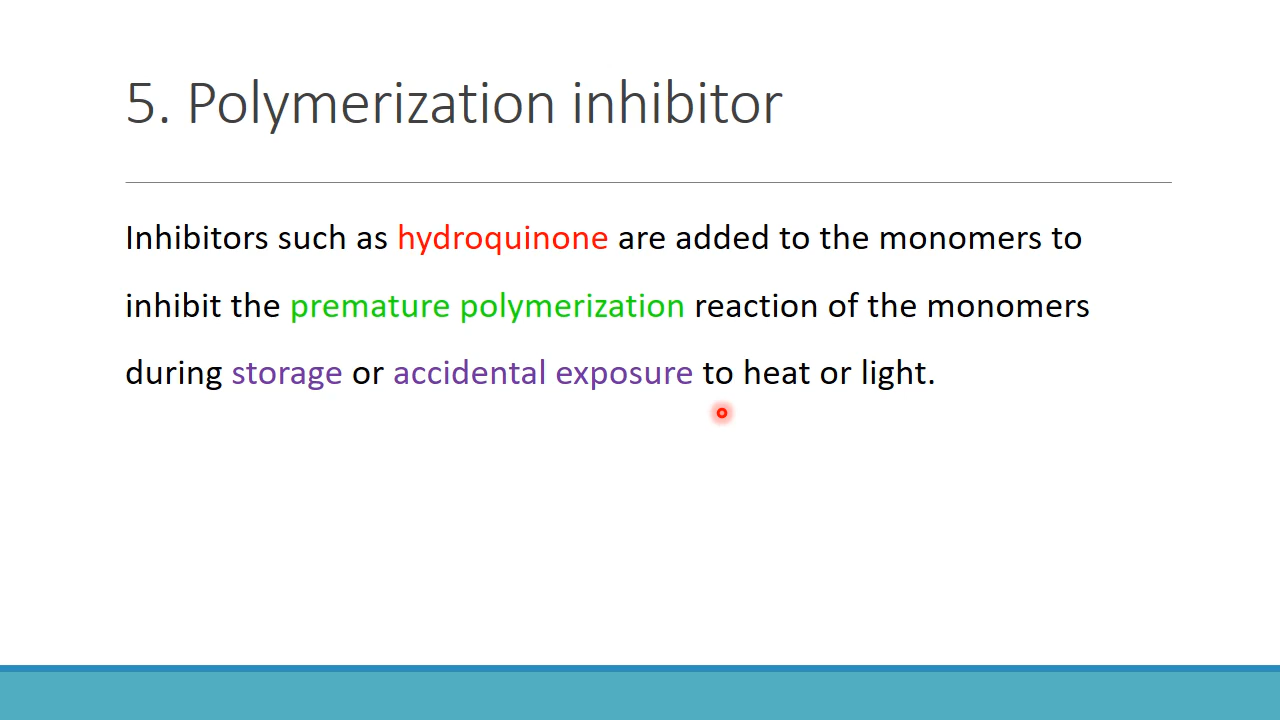 5. Polymerization inhibitor
Inhibitors such as hydroquinone are added to the monomers to
inhibit the premature polymerization reaction of the monomers
during storage or accidental exposure to heat or light.